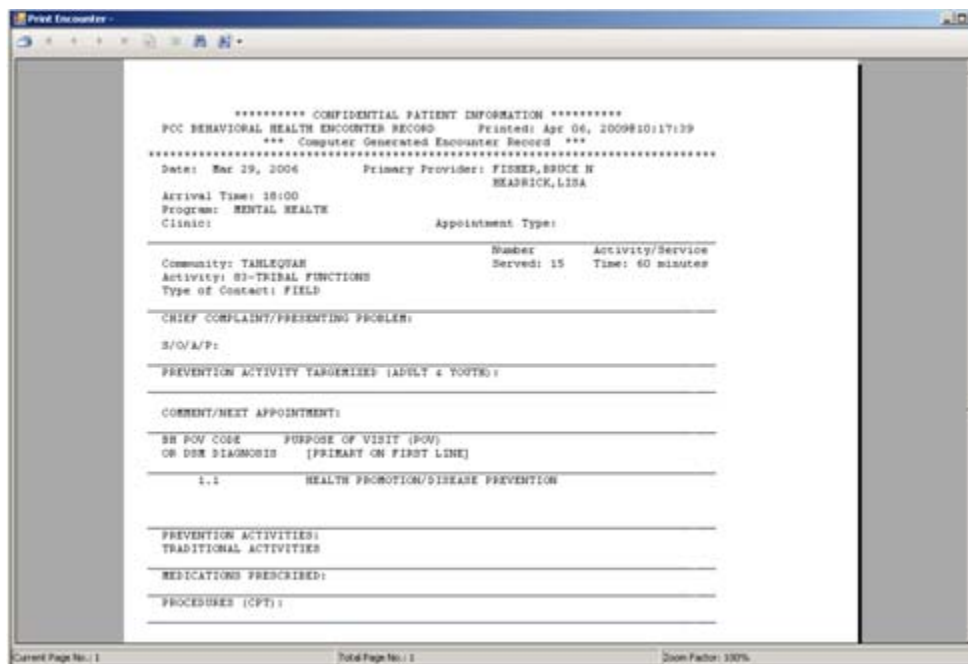 Print Encounter -
********** CONFIDENTIAL PATIENT INFORMATION **********
PCC BEHAVIORAL HEALTH ENCOUNTER RECORD Printed: Apr 06, 2009@10:17:39
*** Computer Generated Encounter Record ***
Date: Mar 29, 2006 Primary Provider: FISHER,BRUCE N
HEADRICK,LISA
Arrival Time: 18:00
Program: MENTAL HEALTH
Clinic: Appointment Type:
Number Activity/Service
Community: TAHLEQUAH Served: 15 Time: 60 minutes
Activity: 83-TRIBAL FUNCTIONS
Type of Contact: FIELD
CHIEF COMPLAINT/PRESENTING PROBLEM:
S/O/A/P:
PREVENTION ACTIVITY TARGEMIZED (ADULT & YOUTH):
COMMENT/NEXT APPOINTMENT:
BH POV CODE PURPOSE OF VISIT (POV)
OR DSM DIAGNOSIS [PRIMARY ON FIRST LINE]
1.1 HEALTH PROMOTION/DISEASE PREVENTION
PREVENTION ACTIVITIES:
TRADITIONAL ACTIVITIES
MEDICATIONS PRESCRIBED:
PROCEDURES (CPT):
Current Page No.: 1 Total Page No.: 1 Zoom Factor: 100%